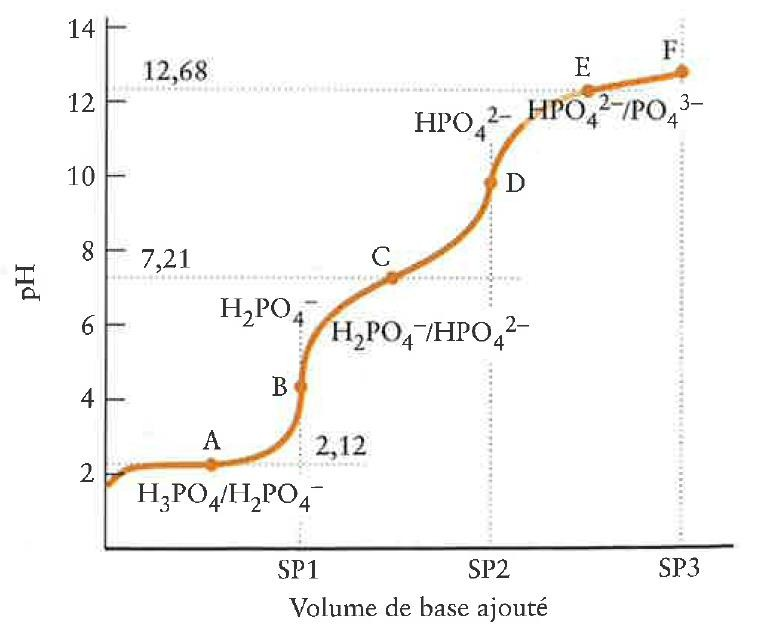 14
F
12,68
E
12
HPO₄²⁻/PO₄³⁻
HPO₄²⁻
10
D
8
7,21
C
pH
H₂PO₄⁻
6
H₂PO₄⁻/HPO₄²⁻
B
4
A
2,12
2
H₃PO₄/H₂PO₄⁻
SP1
SP2
SP3
Volume de base ajouté